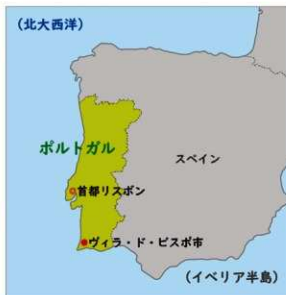 (北大西洋)
ポルトガル
スペイン
首都リスボン
ヴィラ・ド・ビスポ市
(イベリア半島)